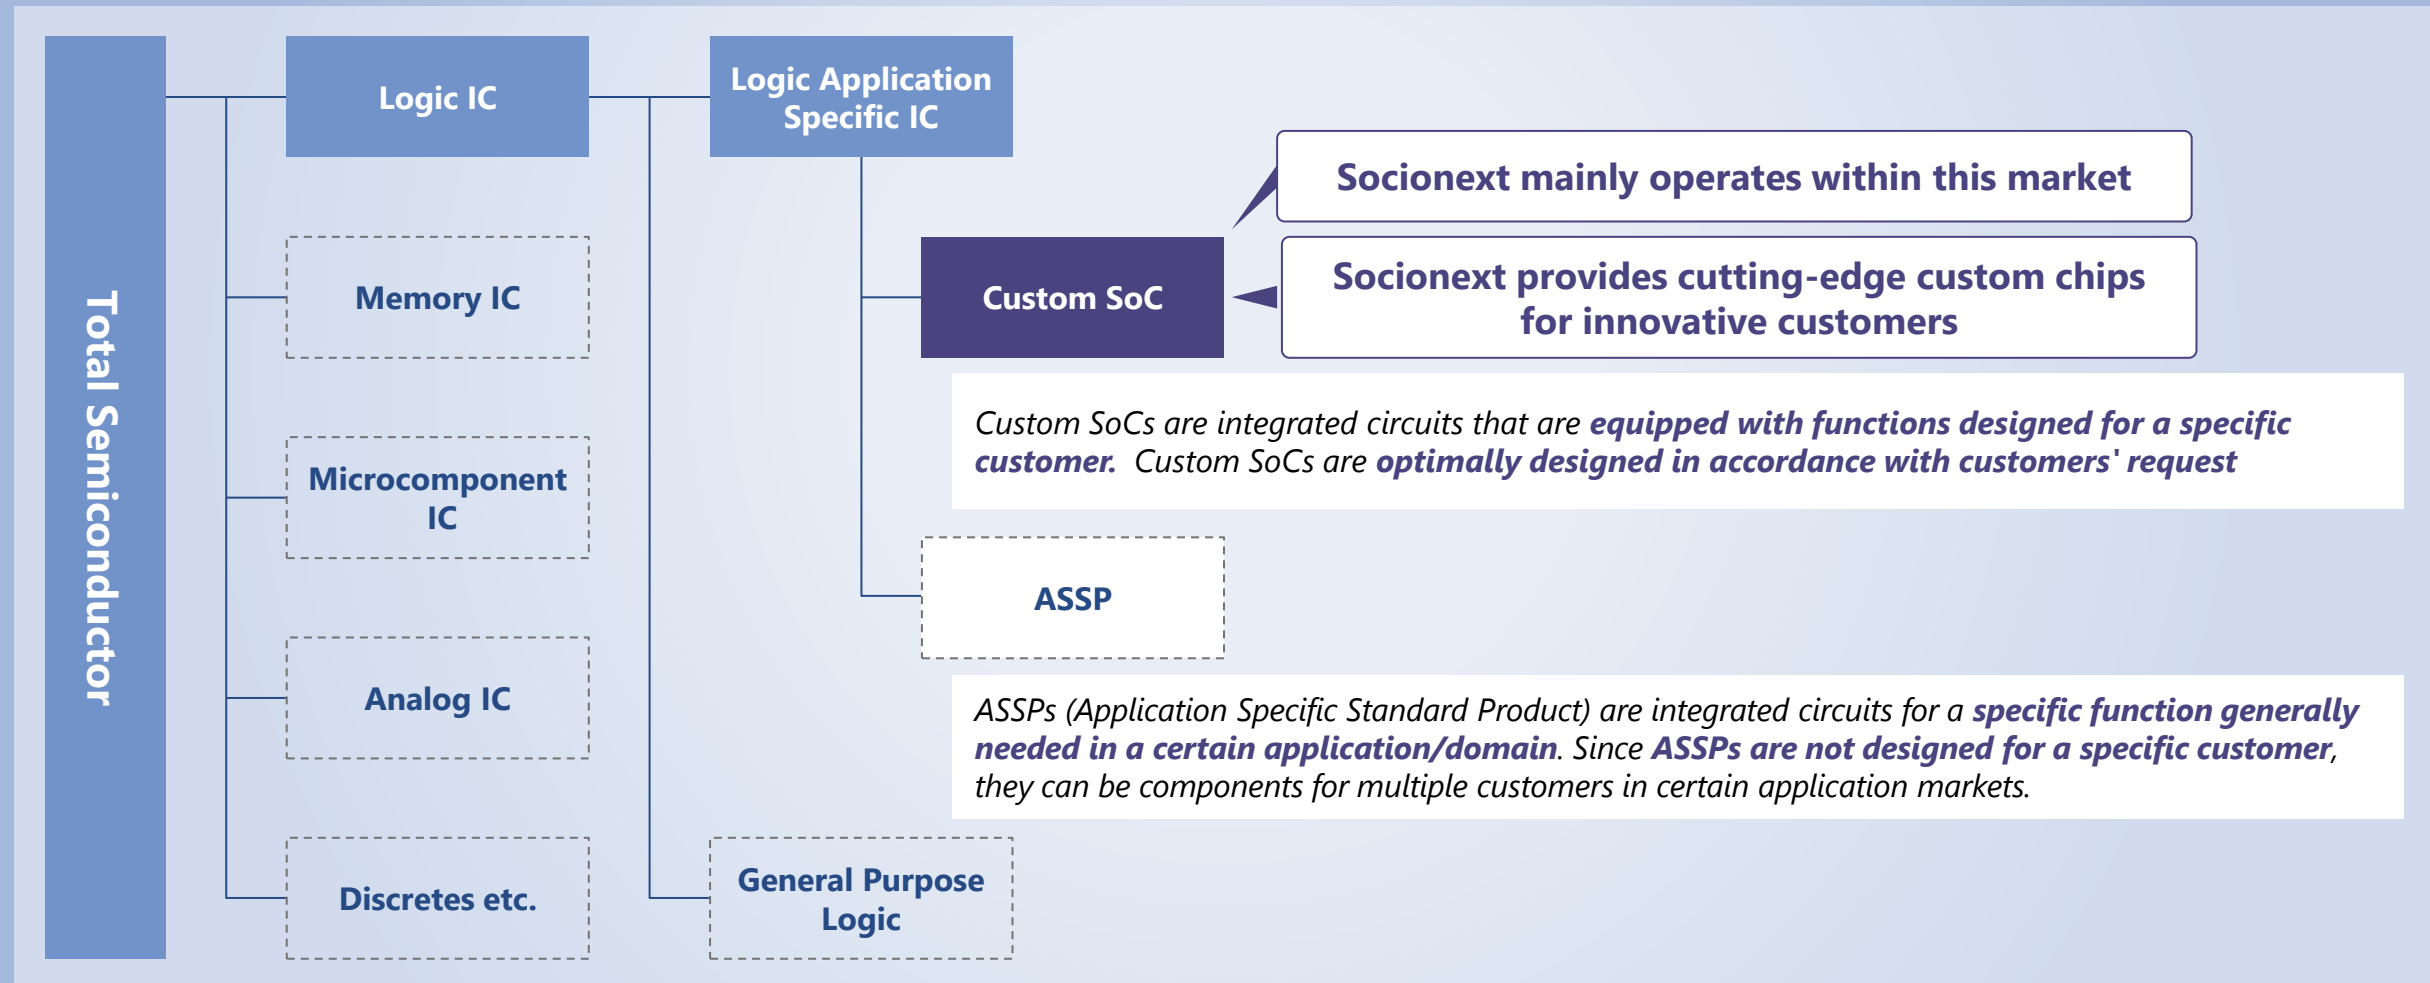 Total Semiconductor
Logic IC
Memory IC
Microcomponent
IC
Analog IC
Discretes etc.
Logic Application
Specific IC
General Purpose
Logic
Custom SoC
Socionext mainly operates within this market
Socionext provides cutting-edge custom chips
for innovative customers
Custom SoCs are integrated circuits that are equipped with functions designed for a specific
customer. Custom SoCs are optimally designed in accordance with customers' request
ASSP
ASSPs (Application Specific Standard Product) are integrated circuits for a specific function generally
needed in a certain application/domain. Since ASSPs are not designed for a specific customer,
they can be components for multiple customers in certain application markets.